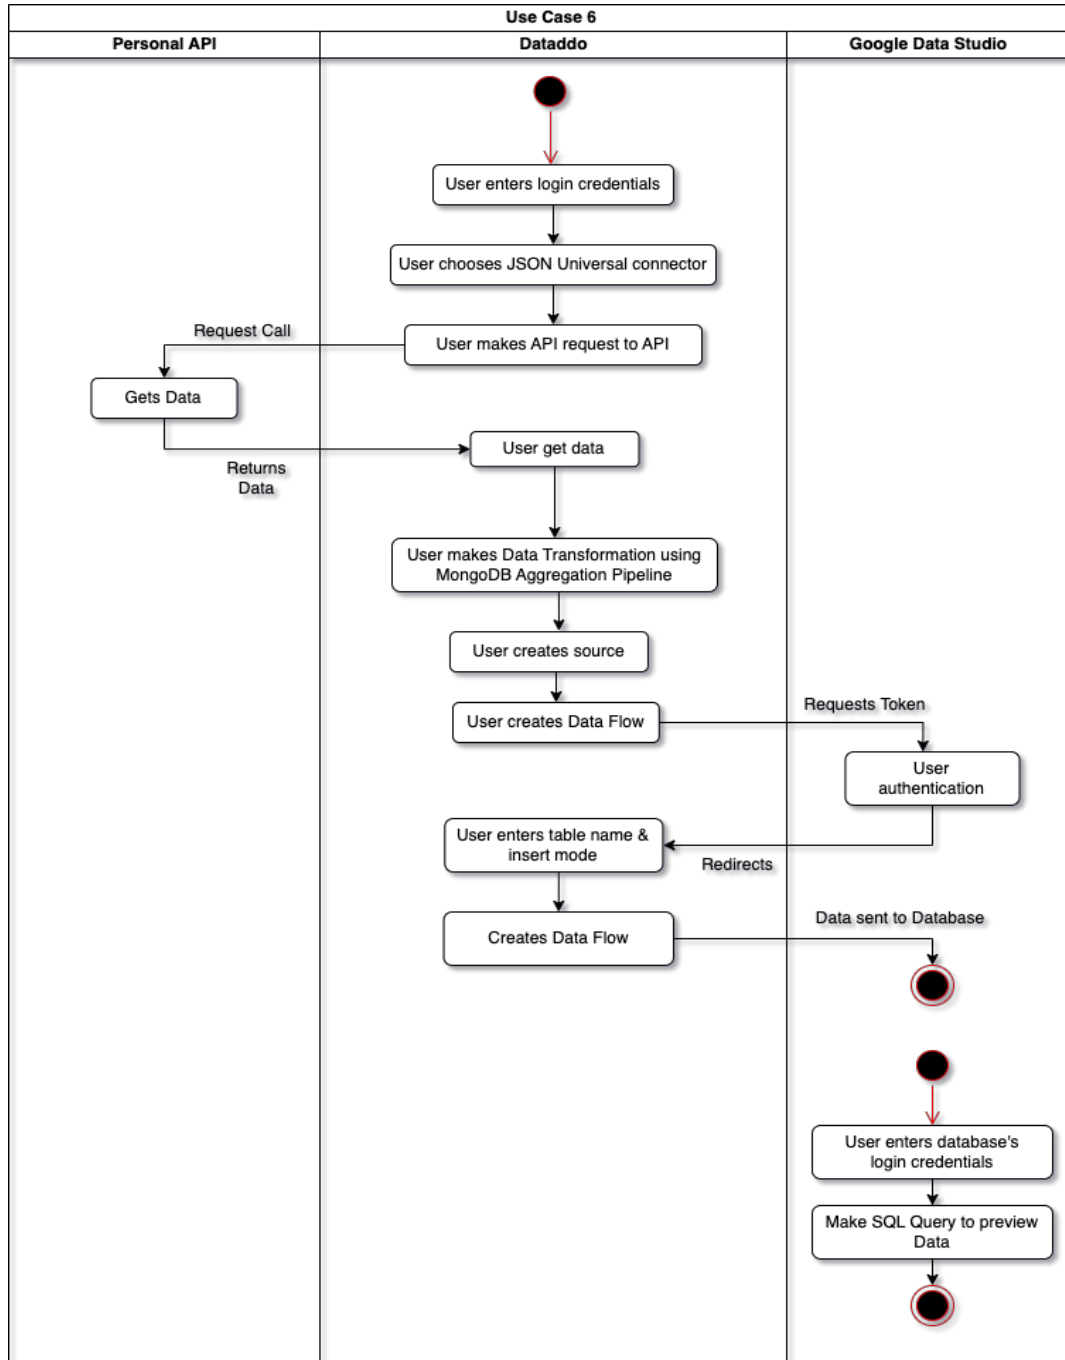 Use Case 6
Personal API
Dataddo
Google Data Studio
User enters login credentials
User chooses JSON Universal connector
Request Call
User makes API request to API
Gets Data
User get data
Returns
Data
User makes Data Transformation using
MongoDB Aggregation Pipeline
User creates source
Requests Token
User creates Data Flow
User
authentication
User enters table name &
insert mode
Redirects
Data sent to Database
Creates Data Flow
User enters database's
login credentials
Make SQL Query to preview
Data